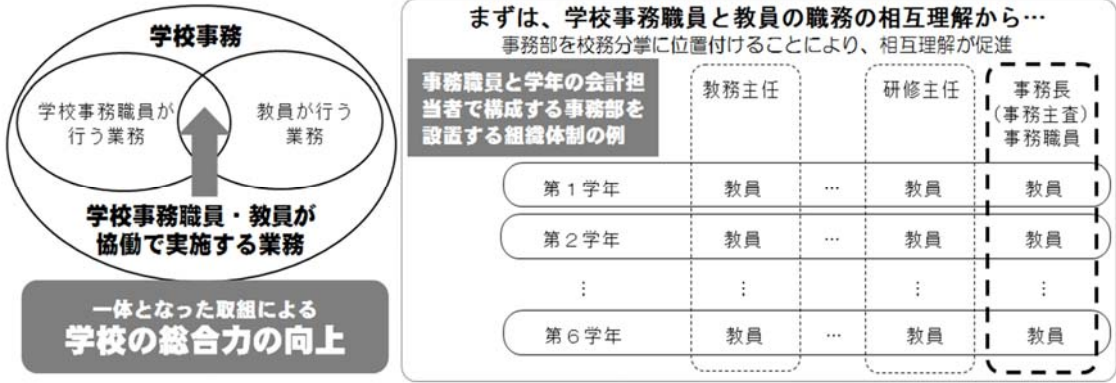 学校事務
学校事務職員が
行う業務
教員が行う
業務
学校事務職員・教員が
協働で実施する業務
一体となった取組による
学校の総合力の向上
まずは、学校事務職員と教員の職務の相互理解から…
事務部を校務分掌に位置付けることにより、相互理解が促進
事務職員と学年の会計担
当者で構成する事務部を
設置する組織体制の例
教務主任 研修主任 事務長
(事務主査)
事務職員
第1学年 教員 … 教員 教員
第2学年 教員 … 教員 教員
⋮ ⋮ ⋮ ⋮
第6学年 教員 … 教員 教員